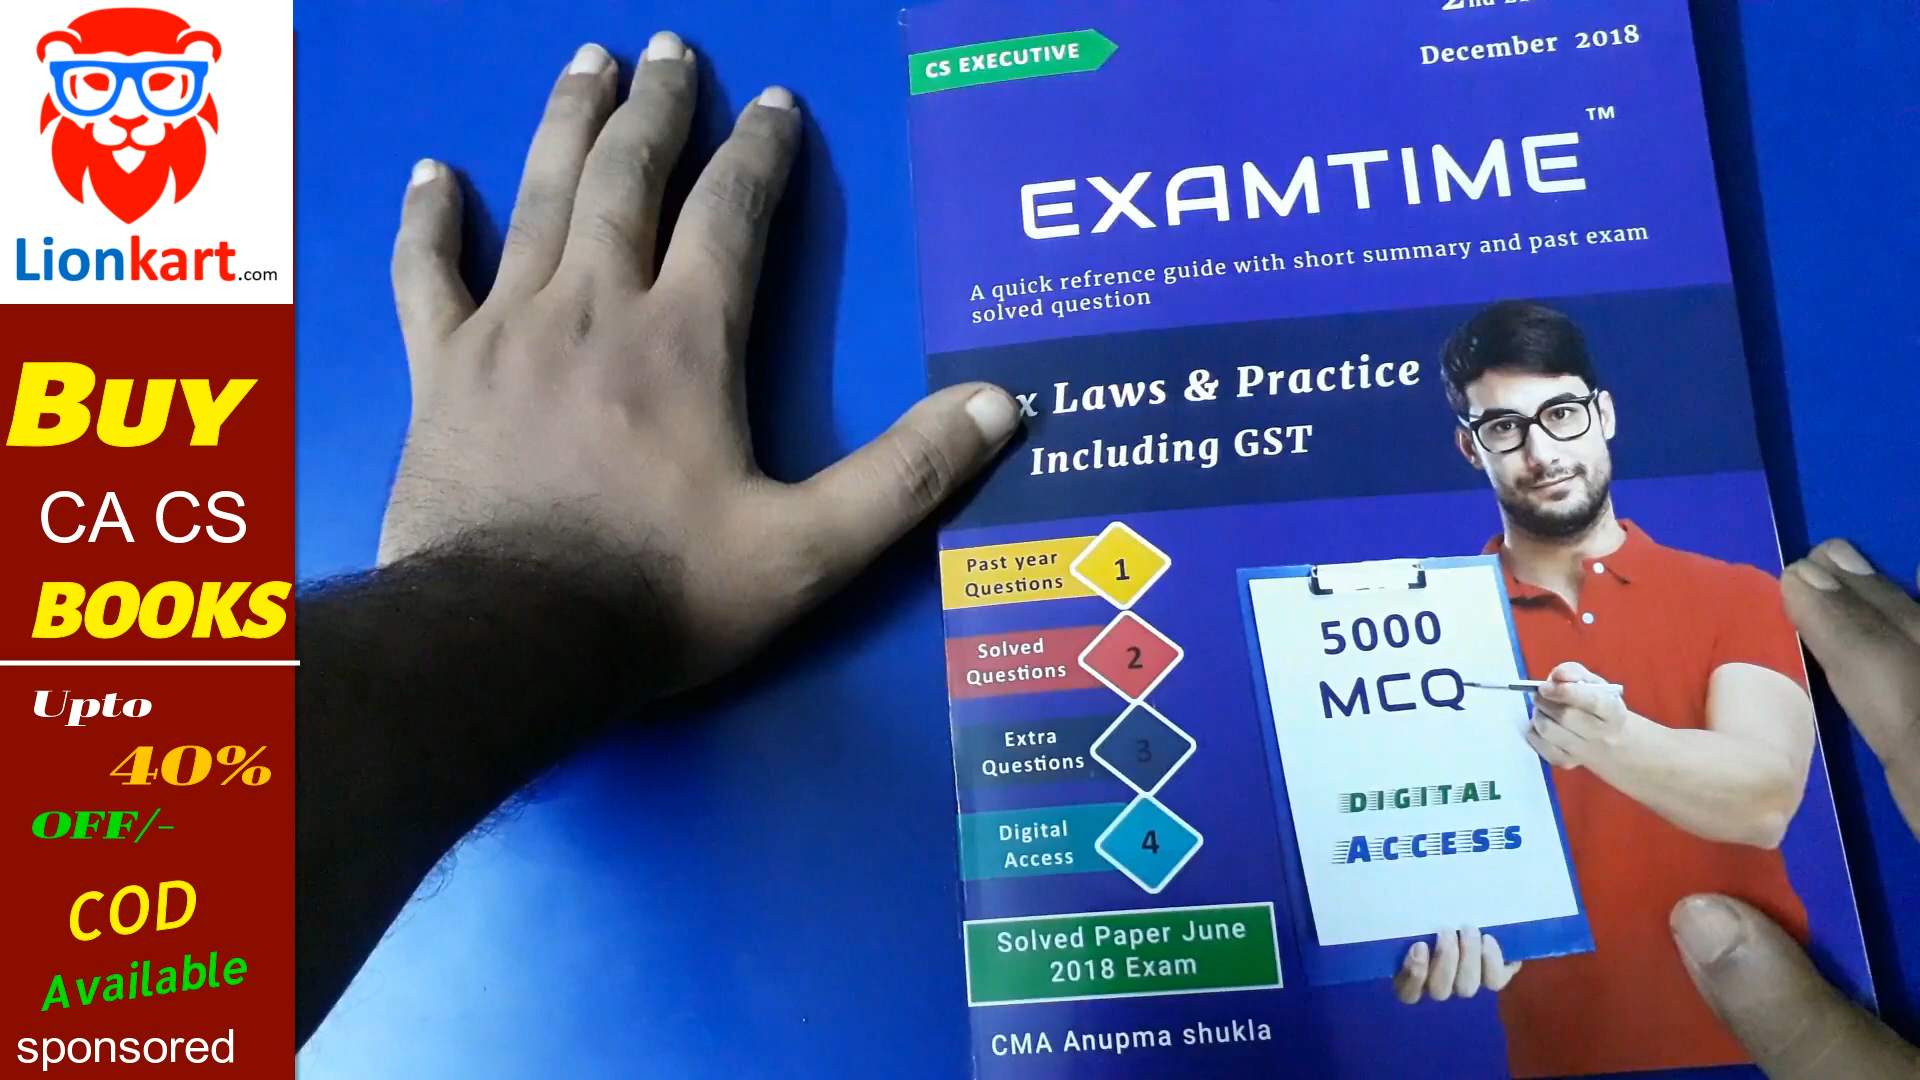 Lionkart.com
BUY
CA CS
BOOKS
Upto
40%
OFF/-
COD
Available
sponsored
CS EXECUTIVE
2nd
December 2018
EXAMTIME™
A quick refrence guide with short summary and past exam
solved question
x Laws & Practice
Including GST
Past year
Questions
1
Solved
Questions
2
Extra
Questions
3
Digital
Access
4
5000
MCQ
DIGITAL
ACCESS
Solved Paper June
2018 Exam
CMA Anupma shukla